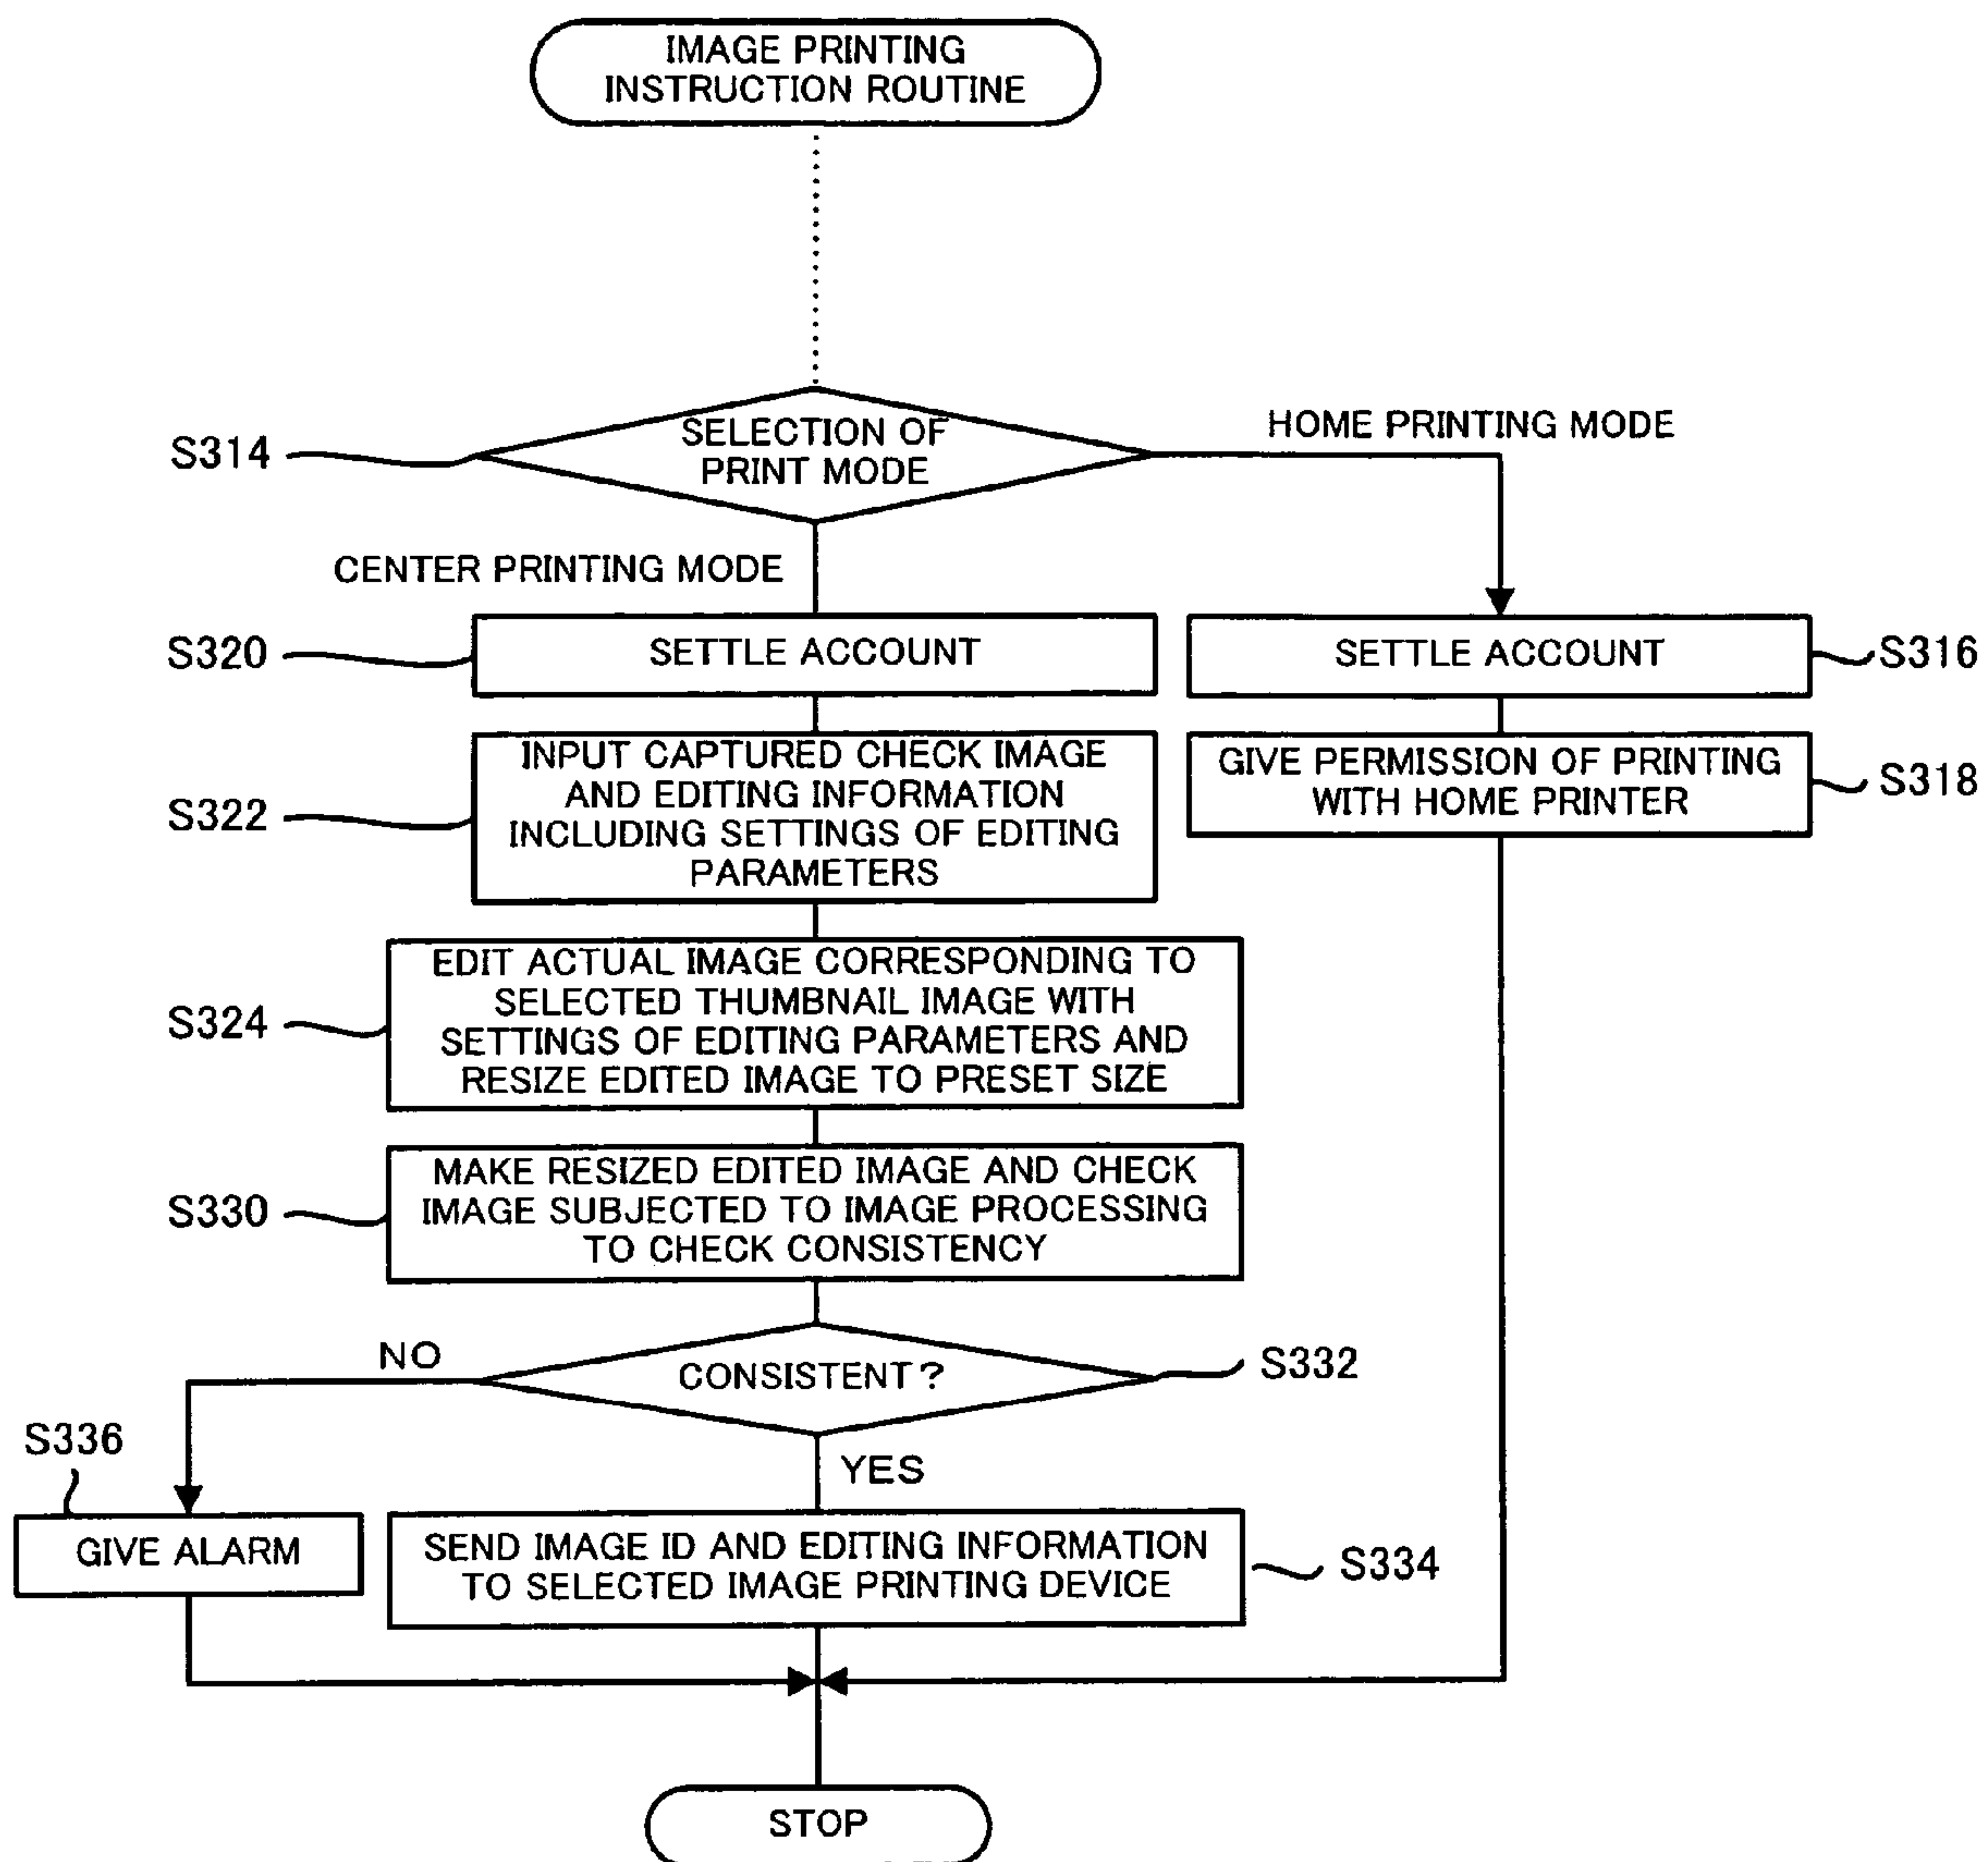 IMAGE PRINTING
INSTRUCTION ROUTINE
S314
SELECTION OF
PRINT MODE
HOME PRINTING MODE
CENTER PRINTING MODE
S320
SETTLE ACCOUNT
SETTLE ACCOUNT
S316
S322
INPUT CAPTURED CHECK IMAGE
AND EDITING INFORMATION
INCLUDING SETTINGS OF EDITING
PARAMETERS
GIVE PERMISSION OF PRINTING
WITH HOME PRINTER
S318
S324
EDIT ACTUAL IMAGE CORRESPONDING TO
SELECTED THUMBNAIL IMAGE WITH
SETTINGS OF EDITING PARAMETERS AND
RESIZE EDITED IMAGE TO PRESET SIZE
S330
MAKE RESIZED EDITED IMAGE AND CHECK
IMAGE SUBJECTED TO IMAGE PROCESSING
TO CHECK CONSISTENCY
NO
CONSISTENT?
S332
S336
YES
GIVE ALARM
SEND IMAGE ID AND EDITING INFORMATION
TO SELECTED IMAGE PRINTING DEVICE
S334
STOP